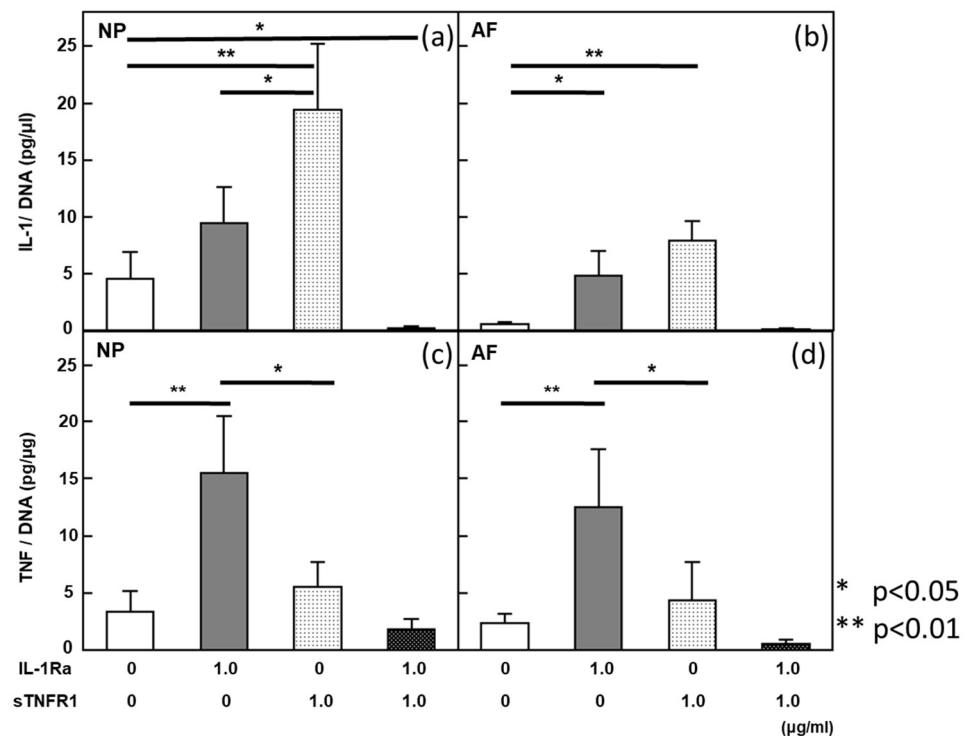 NP
(a)
AF
(b)
25
20
15
10
5
0
IL-1/ DNA (pg/µl)
*
**
*
**
*
NP
(c)
AF
(d)
25
20
15
10
5
0
TNF / DNA (pg/µg)
**
*
**
*
* p<0.05
** p<0.01
IL-1Ra 0 1.0 0 1.0 0 1.0 0 1.0
sTNFR1 0 0 1.0 1.0 0 0 1.0 1.0
(µg/ml)